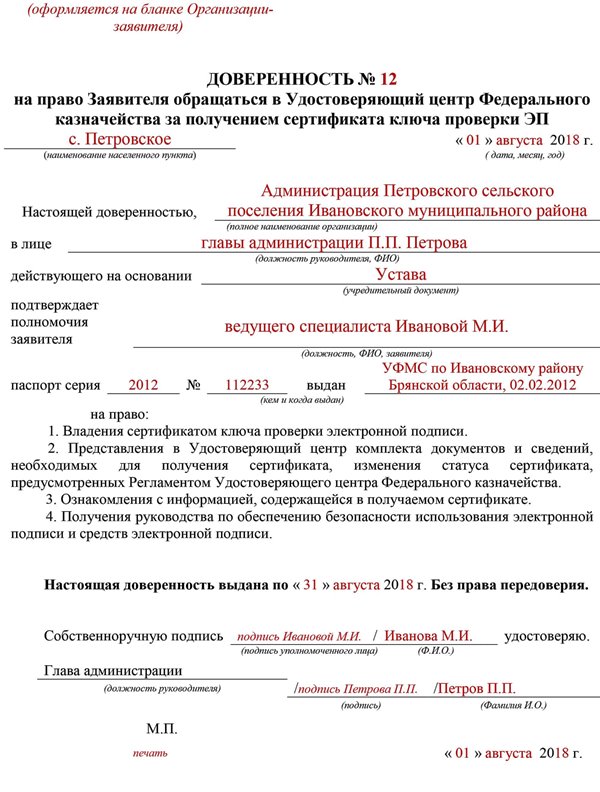 (оформляется на бланке Организации-
заявителя)
ДОВЕРЕННОСТЬ № 12
на право Заявителя обращаться в Удостоверяющий центр Федерального
казначейства за получением сертификата ключа проверки ЭП
с. Петровское « 01 » августа 2018 г.
(наименование населенного пункта) ( дата, месяц, год)
Администрация Петровского сельского
Настоящей доверенностью, поселения Ивановского муниципального района
(полное наименование организации)
в лице главы администрации П.П. Петрова
(должность руководителя, ФИО)
действующего на основании Устава
(учредительный документ)
подтверждает
полномочия
заявителя ведущего специалиста Ивановой М.И.
(должность, ФИО, заявителя)
УФМС по Ивановскому району
паспорт серия 2012 № 112233 выдан Брянской области, 02.02.2012
(кем и когда выдан)
на право:
1. Владения сертификатом ключа проверки электронной подписи.
2. Представления в Удостоверяющий центр комплекта документов и сведений,
необходимых для получения сертификата, изменения статуса сертификата,
предусмотренных Регламентом Удостоверяющего центра Федерального казначейства.
3. Ознакомления с информацией, содержащейся в получаемом сертификате.
4. Получения руководства по обеспечению безопасности использования электронной
подписи и средств электронной подписи.
Настоящая доверенность выдана по « 31 » августа 2018 г. Без права передоверия.
Собственноручную подпись подпись Ивановой М.И. / Иванова М.И. удостоверяю.
(подпись уполномоченного лица) (Ф.И.О.)
Глава администрации
(должность руководителя) /подпись Петрова П.П. /Петров П.П.
(подпись) (Фамилия И.О.)
М.П.
печать « 01 » августа 2018 г.